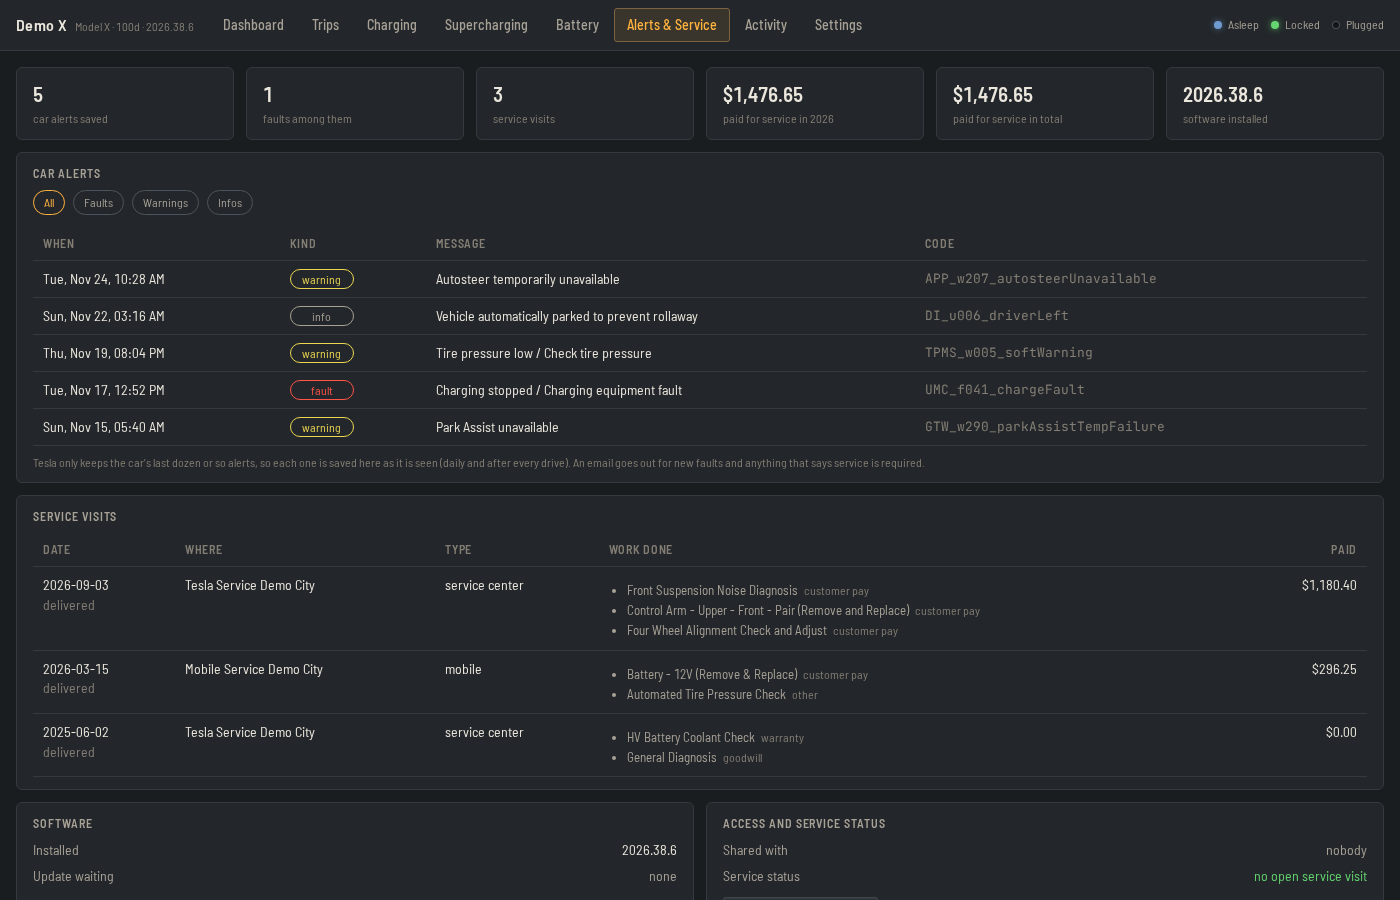 Demo X Model X · 100d · 2026.38.6 Dashboard Trips Charging Supercharging Battery Alerts & Service Activity Settings Asleep Locked Plugged
5 1 3 $1,476.65 $1,476.65 2026.38.6
car alerts saved faults among them service visits paid for service in 2026 paid for service in total software installed
CAR ALERTS
All Faults Warnings Infos
WHEN KIND MESSAGE CODE
Tue, Nov 24, 10:28 AM warning Autosteer temporarily unavailable APP_w207_autosteerUnavailable
Sun, Nov 22, 03:16 AM info Vehicle automatically parked to prevent rollaway DI_u006_driverLeft
Thu, Nov 19, 08:04 PM warning Tire pressure low / Check tire pressure TPMS_w005_softWarning
Tue, Nov 17, 12:52 PM fault Charging stopped / Charging equipment fault UMC_f041_chargeFault
Sun, Nov 15, 05:40 AM warning Park Assist unavailable GTW_w290_parkAssistTempFailure
Tesla only keeps the car's last dozen or so alerts, so each one is saved here as it is seen (daily and after every drive). An email goes out for new faults and anything that says service is required.
SERVICE VISITS
DATE WHERE TYPE WORK DONE PAID
2026-09-03 Tesla Service Demo City service center • Front Suspension Noise Diagnosis customer pay $1,180.40
delivered • Control Arm - Upper - Front - Pair (Remove and Replace) customer pay
• Four Wheel Alignment Check and Adjust customer pay
2026-03-15 Mobile Service Demo City mobile • Battery - 12V (Remove & Replace) customer pay $296.25
delivered • Automated Tire Pressure Check other
2025-06-02 Tesla Service Demo City service center • HV Battery Coolant Check warranty $0.00
delivered • General Diagnosis goodwill
SOFTWARE ACCESS AND SERVICE STATUS
Installed 2026.38.6 Shared with nobody
Update waiting none Service status no open service visit